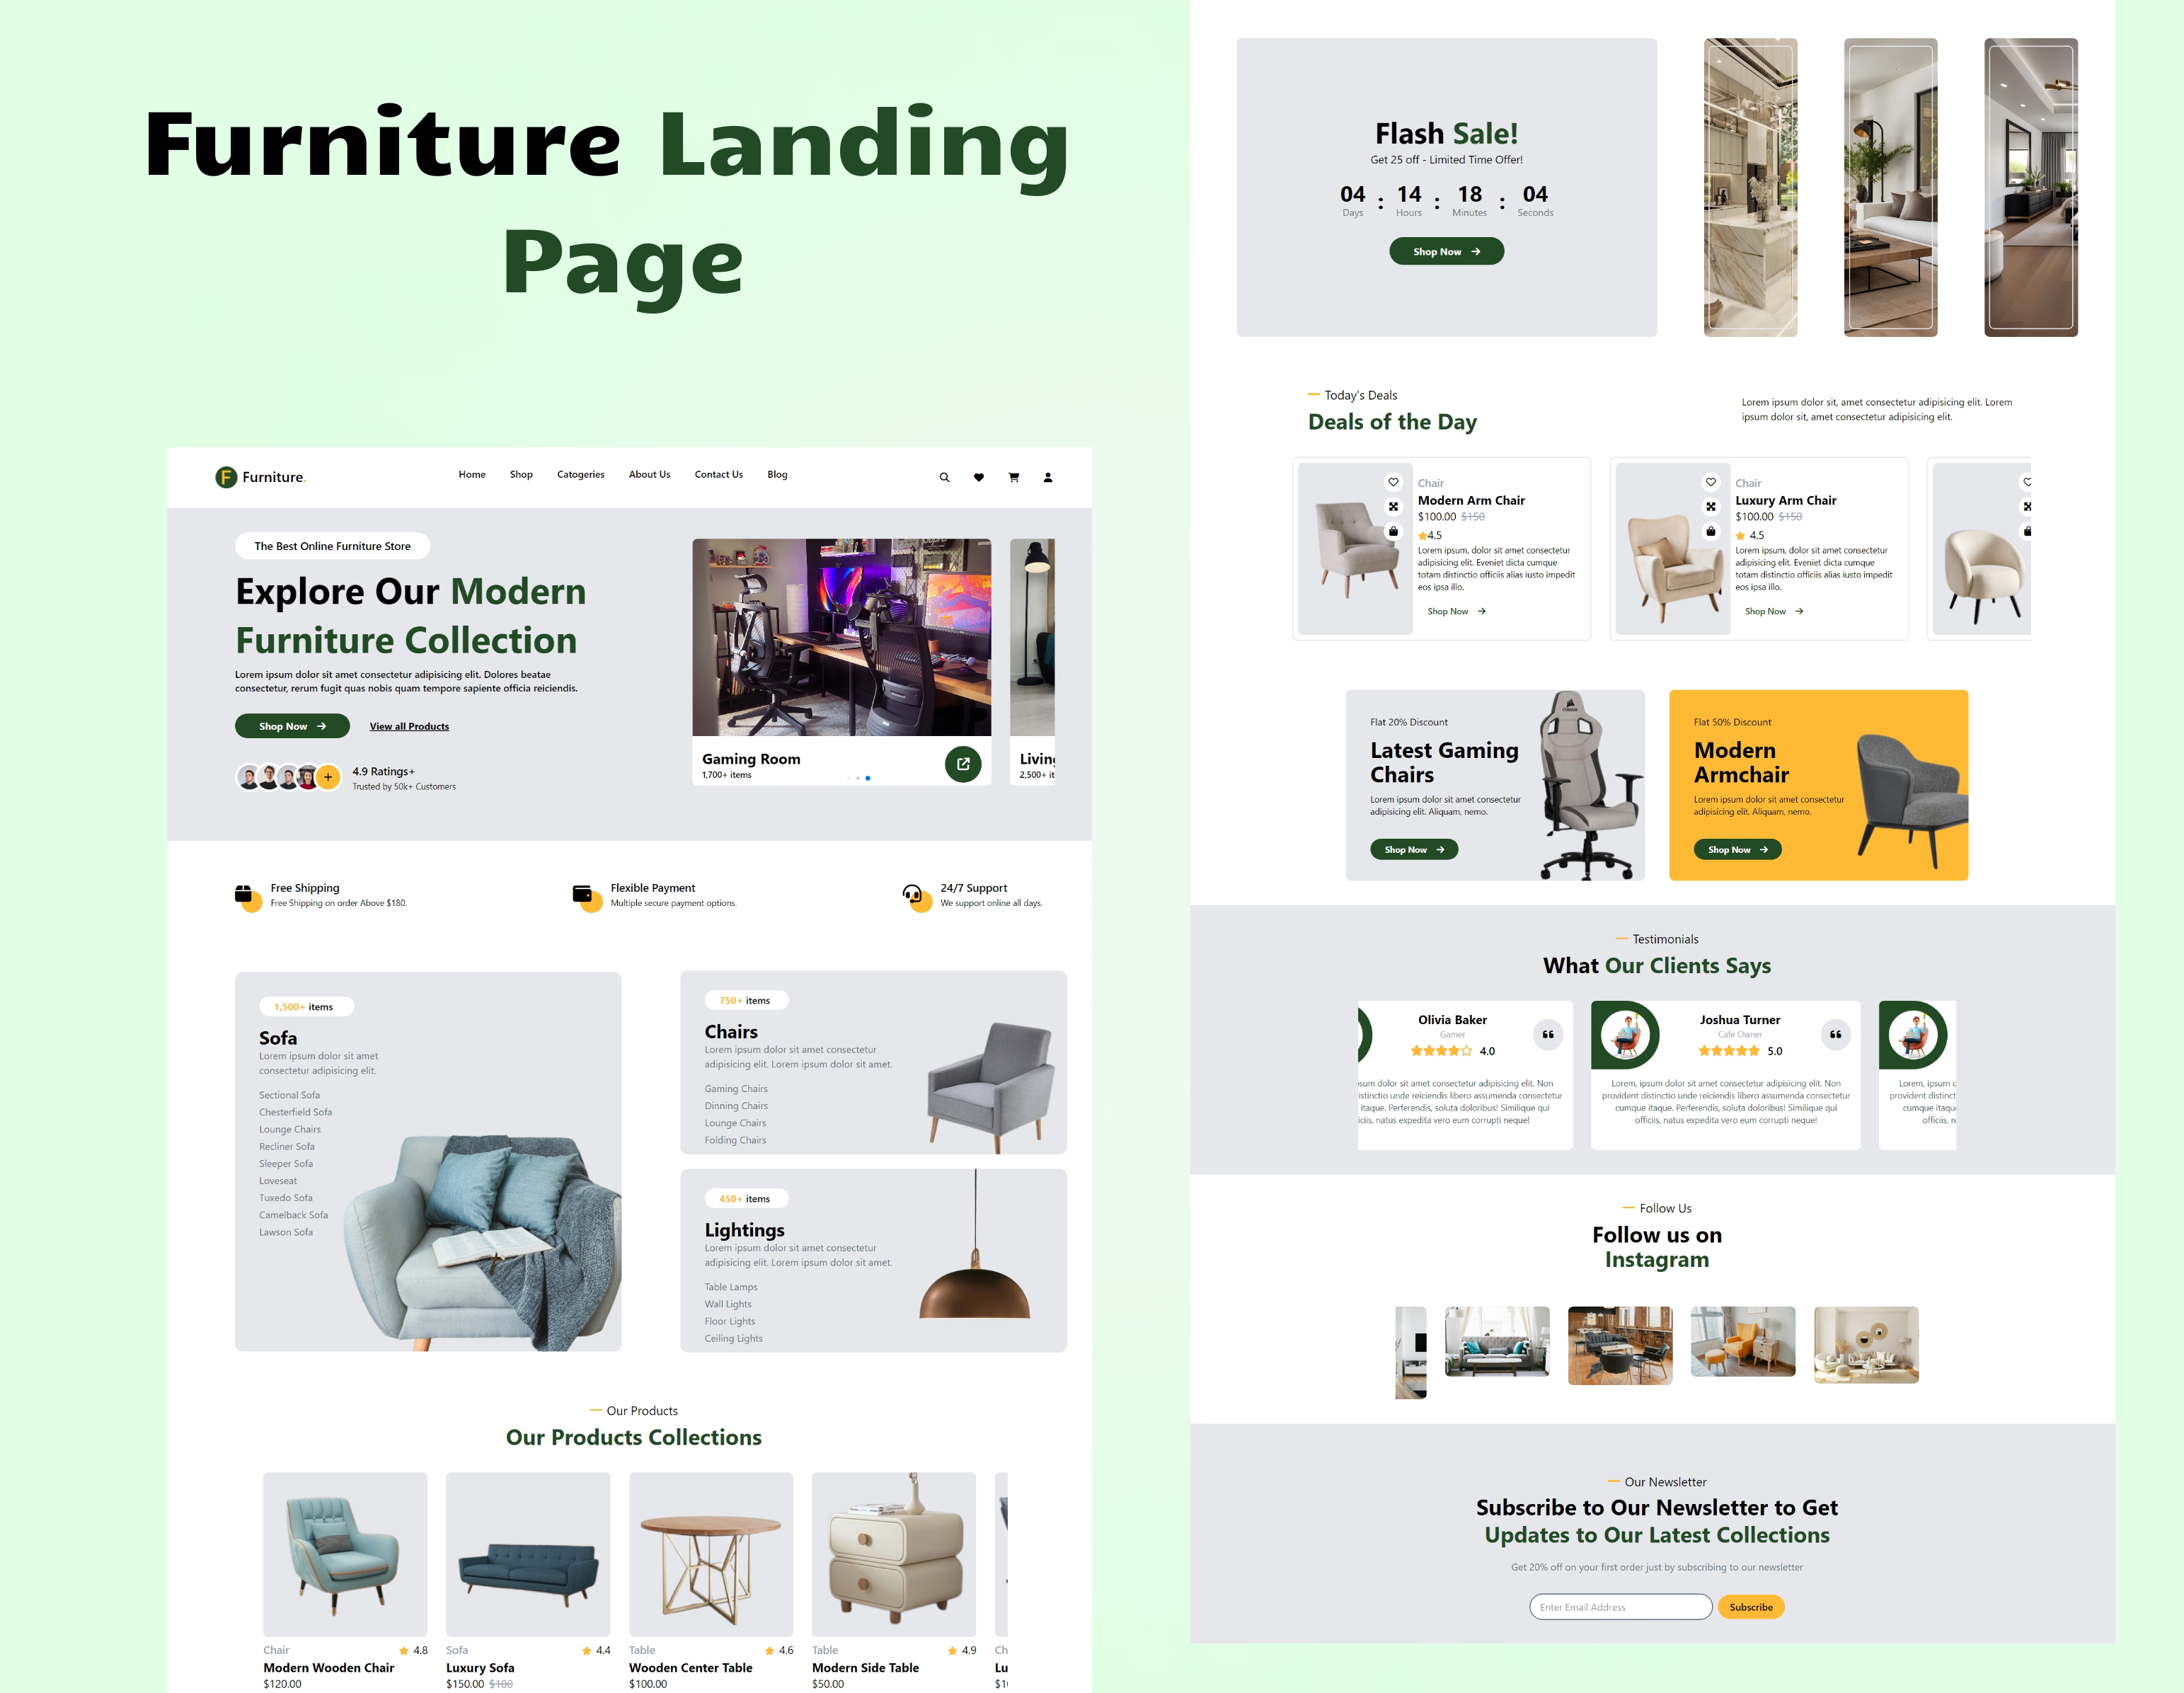 Furniture Landing
Page
F Furniture.
Home Shop Catogeries About Us Contact Us Blog
The Best Online Furniture Store
Explore Our Modern
Furniture Collection
Lorem ipsum dolor sit amet consectetur adipisicing elit. Dolores beatae
consectetur, rerum fugit quas nobis quam tempore sapiente officia reiciendis.
Shop Now
View all Products
4.9 Ratings+
Trusted by 50k+ Customers
Gaming Room
1,700+ items
Living
2,500+ it
Free Shipping
Free Shipping on order Above $180.
Flexible Payment
Multiple secure payment options.
24/7 Support
We support online all days.
1,500+ items
Sofa
Lorem ipsum dolor sit amet
consectetur adipisicing elit.
Sectional Sofa
Chesterfield Sofa
Lounge Chairs
Recliner Sofa
Sleeper Sofa
Loveseat
Tuxedo Sofa
Camelback Sofa
Lawson Sofa
750+ items
Chairs
Lorem ipsum dolor sit amet consectetur
adipisicing elit. Lorem ipsum dolor sit amet.
Gaming Chairs
Dinning Chairs
Lounge Chairs
Folding Chairs
450+ items
Lightings
Lorem ipsum dolor sit amet consectetur
adipisicing elit. Lorem ipsum dolor sit amet.
Table Lamps
Wall Lights
Floor Lights
Ceiling Lights
Our Products
Our Products Collections
Chair 4.8
Modern Wooden Chair
$120.00
Sofa 4.4
Luxury Sofa
$150.00 $180
Table 4.6
Wooden Center Table
$100.00
Table 4.9
Modern Side Table
$50.00
Ch
Lu
$1
Flash Sale!
Get 25 off - Limited Time Offer!
04 : 14 : 18 : 04
Days Hours Minutes Seconds
Shop Now
Today's Deals
Deals of the Day
Lorem ipsum dolor sit, amet consectetur adipisicing elit. Lorem
ipsum dolor sit, amet consectetur adipisicing elit.
Chair
Modern Arm Chair
$100.00 $150
4.5
Lorem ipsum, dolor sit amet consectetur
adipisicing elit. Eveniet dicta cumque
totam distinctio officiis alias iusto impedit
eos ipsa illo.
Shop Now
Chair
Luxury Arm Chair
$100.00 $150
4.5
Lorem ipsum, dolor sit amet consectetur
adipisicing elit. Eveniet dicta cumque
totam distinctio officiis alias iusto impedit
eos ipsa illo.
Shop Now
Flat 20% Discount
Latest Gaming
Chairs
Lorem ipsum dolor sit amet consectetur
adipisicing elit. Aliquam, nemo.
Shop Now
Flat 50% Discount
Modern
Armchair
Lorem ipsum dolor sit amet consectetur
adipisicing elit. Aliquam, nemo.
Shop Now
Testimonials
What Our Clients Says
Olivia Baker
Gamer
4.0
sum dolor sit amet consectetur adipisicing elit. Non
istinctio unde reiciendis libero assumenda consectetur
itaque. Perferendis, soluta doloribus! Similique qui
iciis, natus expedita vero eum corrupti neque!
Joshua Turner
Cafe Owner
5.0
Lorem, ipsum dolor sit amet consectetur adipisicing elit. Non
provident distinctio unde reiciendis libero assumenda consectetur
cumque itaque. Perferendis, soluta doloribus! Similique qui
officiis, natus expedita vero eum corrupti neque!
Lorem, ipsum c
provident distinct
cumque itaqu
officiis, n
Follow Us
Follow us on
Instagram
Our Newsletter
Subscribe to Our Newsletter to Get
Updates to Our Latest Collections
Get 20% off on your first order just by subscribing to our newsletter
Enter Email Address
Subscribe